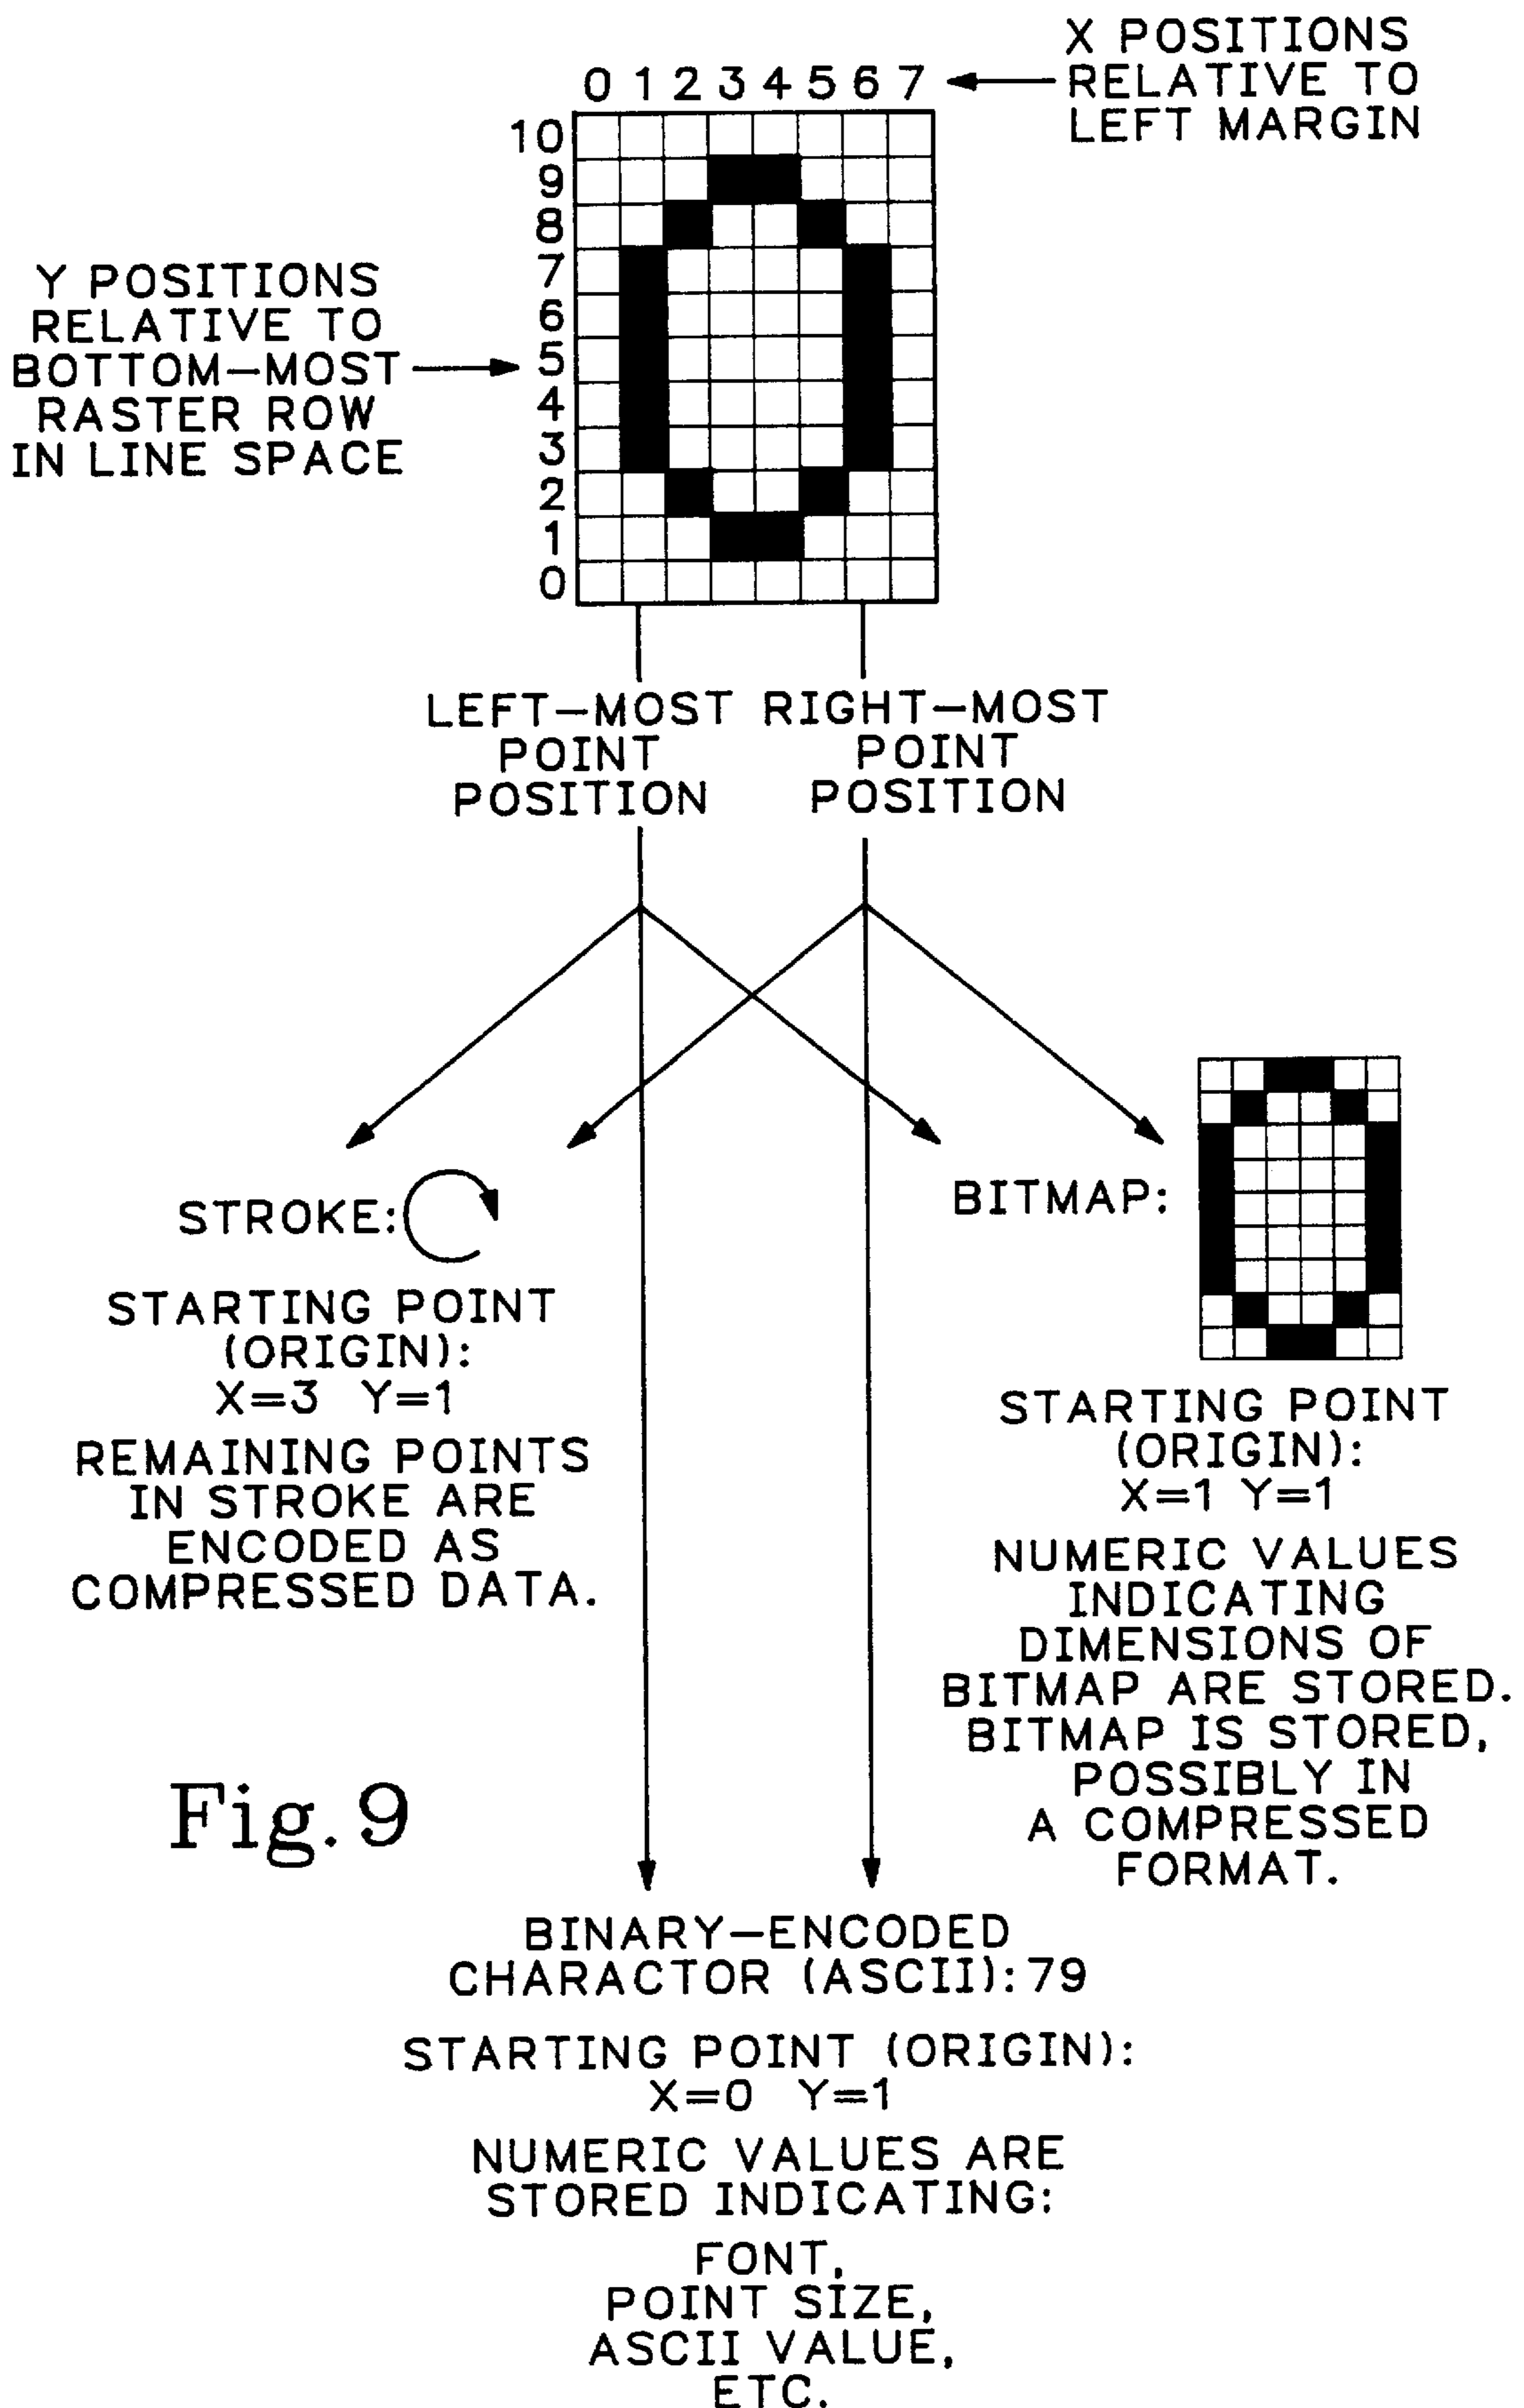 X POSITIONS
RELATIVE TO
LEFT MARGIN
0 1 2 3 4 5 6 7
10
9
8
7
6
5
4
3
2
1
0
Y POSITIONS
RELATIVE TO
BOTTOM-MOST
RASTER ROW
IN LINE SPACE
LEFT-MOST
POINT
POSITION
RIGHT-MOST
POINT
POSITION
STROKE:
STARTING POINT
(ORIGIN):
X=3 Y=1
REMAINING POINTS
IN STROKE ARE
ENCODED AS
COMPRESSED DATA.
BITMAP:
STARTING POINT
(ORIGIN):
X=1 Y=1
NUMERIC VALUES
INDICATING
DIMENSIONS OF
BITMAP ARE STORED.
BITMAP IS STORED,
POSSIBLY IN
A COMPRESSED
FORMAT.
Fig. 9
BINARY-ENCODED
CHARACTOR (ASCII): 79
STARTING POINT (ORIGIN):
X=0 Y=1
NUMERIC VALUES ARE
STORED INDICATING:
FONT,
POINT SIZE,
ASCII VALUE,
ETC.